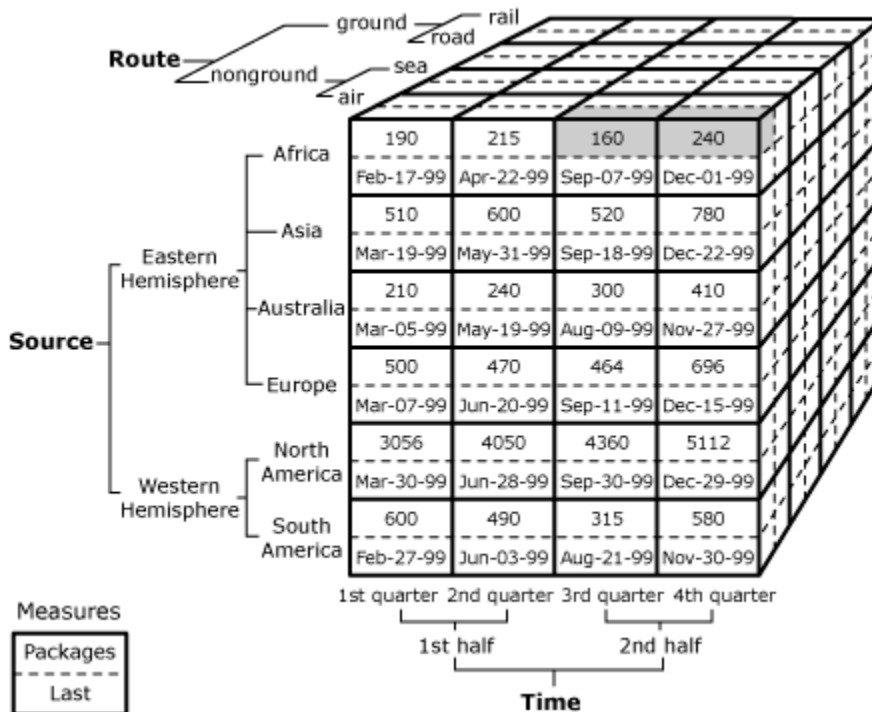 ground
rail
road
Route
nonground
sea
air
Africa
190 215 160 240
Feb-17-99 Apr-22-99 Sep-07-99 Dec-01-99
Asia
510 600 520 780
Mar-19-99 May-31-99 Sep-18-99 Dec-22-99
Eastern
Hemisphere
Australia
210 240 300 410
Mar-05-99 May-19-99 Aug-09-99 Nov-27-99
Source
Europe
500 470 464 696
Mar-07-99 Jun-20-99 Sep-11-99 Dec-15-99
North
America
3056 4050 4360 5112
Mar-30-99 Jun-28-99 Sep-30-99 Dec-29-99
Western
Hemisphere
South
America
600 490 315 580
Feb-27-99 Jun-03-99 Aug-21-99 Nov-30-99
1st quarter 2nd quarter 3rd quarter 4th quarter
1st half 2nd half
Time
Measures
Packages
Last